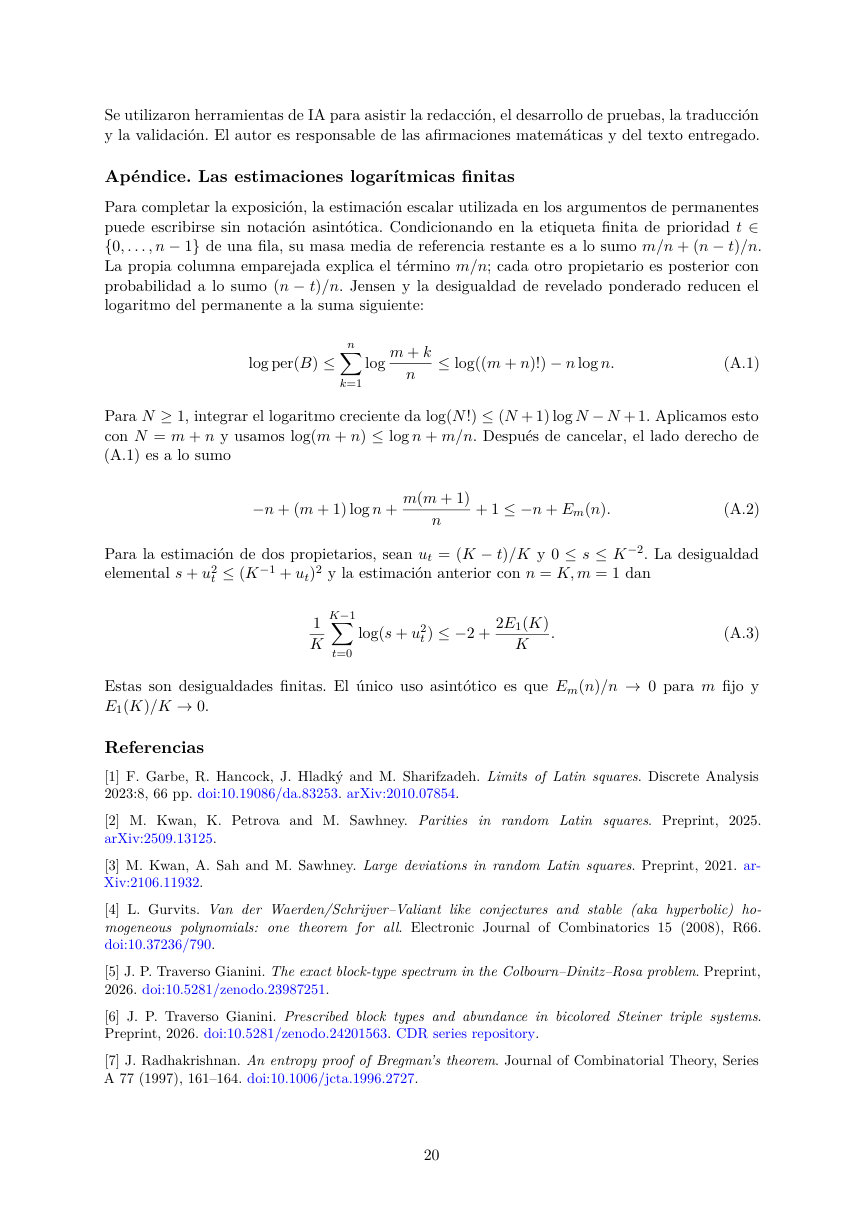 Se utilizaron herramientas de IA para asistir la redacción, el desarrollo de pruebas, la traducción
y la validación. El autor es responsable de las afirmaciones matemáticas y del texto entregado.
Apéndice. Las estimaciones logarítmicas finitas
Para completar la exposición, la estimación escalar utilizada en los argumentos de permanentes
puede escribirse sin notación asintótica. Condicionando en la etiqueta finita de prioridad t ∈
{0, . . . , n − 1} de una fila, su masa media de referencia restante es a lo sumo m/n + (n − t)/n.
La propia columna emparejada explica el término m/n; cada otro propietario es posterior con
probabilidad a lo sumo (n − t)/n. Jensen y la desigualdad de revelado ponderado reducen el
logaritmo del permanente a la suma siguiente:
log per(B) ≤ ∑_{k=1}^{n} log \frac{m + k}{n} ≤ log((m + n)!) − n log n. (A.1)
Para N ≥ 1, integrar el logaritmo creciente da log(N!) ≤ (N + 1) log N − N + 1. Aplicamos esto
con N = m + n y usamos log(m + n) ≤ log n + m/n. Después de cancelar, el lado derecho de
(A.1) es a lo sumo
−n + (m + 1) log n + \frac{m(m + 1)}{n} + 1 ≤ −n + E_m(n). (A.2)
Para la estimación de dos propietarios, sean u_t = (K − t)/K y 0 ≤ s ≤ K^{−2}. La desigualdad
elemental s + u_t^2 ≤ (K^{−1} + u_t)^2 y la estimación anterior con n = K, m = 1 dan
\frac{1}{K} ∑_{t=0}^{K−1} log(s + u_t^2) ≤ −2 + \frac{2E_1(K)}{K}. (A.3)
Estas son desigualdades finitas. El único uso asintótico es que E_m(n)/n → 0 para m fijo y
E_1(K)/K → 0.
Referencias
[1] F. Garbe, R. Hancock, J. Hladký and M. Sharifzadeh. Limits of Latin squares. Discrete Analysis
2023:8, 66 pp. doi:10.19086/da.83253. arXiv:2010.07854.
[2] M. Kwan, K. Petrova and M. Sawhney. Parities in random Latin squares. Preprint, 2025.
arXiv:2509.13125.
[3] M. Kwan, A. Sah and M. Sawhney. Large deviations in random Latin squares. Preprint, 2021. ar-
Xiv:2106.11932.
[4] L. Gurvits. Van der Waerden/Schrijver–Valiant like conjectures and stable (aka hyperbolic) ho-
mogeneous polynomials: one theorem for all. Electronic Journal of Combinatorics 15 (2008), R66.
doi:10.37236/790.
[5] J. P. Traverso Gianini. The exact block-type spectrum in the Colbourn–Dinitz–Rosa problem. Preprint,
2026. doi:10.5281/zenodo.23987251.
[6] J. P. Traverso Gianini. Prescribed block types and abundance in bicolored Steiner triple systems.
Preprint, 2026. doi:10.5281/zenodo.24201563. CDR series repository.
[7] J. Radhakrishnan. An entropy proof of Bregman's theorem. Journal of Combinatorial Theory, Series
A 77 (1997), 161–164. doi:10.1006/jcta.1996.2727.
20